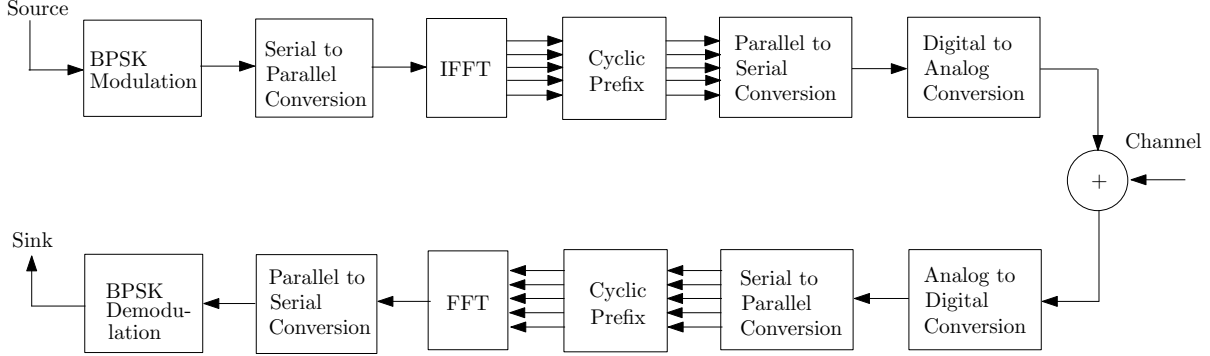 Source
BPSK
Modulation
Serial to
Parallel
Conversion
IFFT
Cyclic
Prefix
Parallel to
Serial
Conversion
Digital to
Analog
Conversion
Channel
+
Sink
BPSK
Demodu-
lation
Parallel to
Serial
Conversion
FFT
Cyclic
Prefix
Serial to
Parallel
Conversion
Analog to
Digital
Conversion